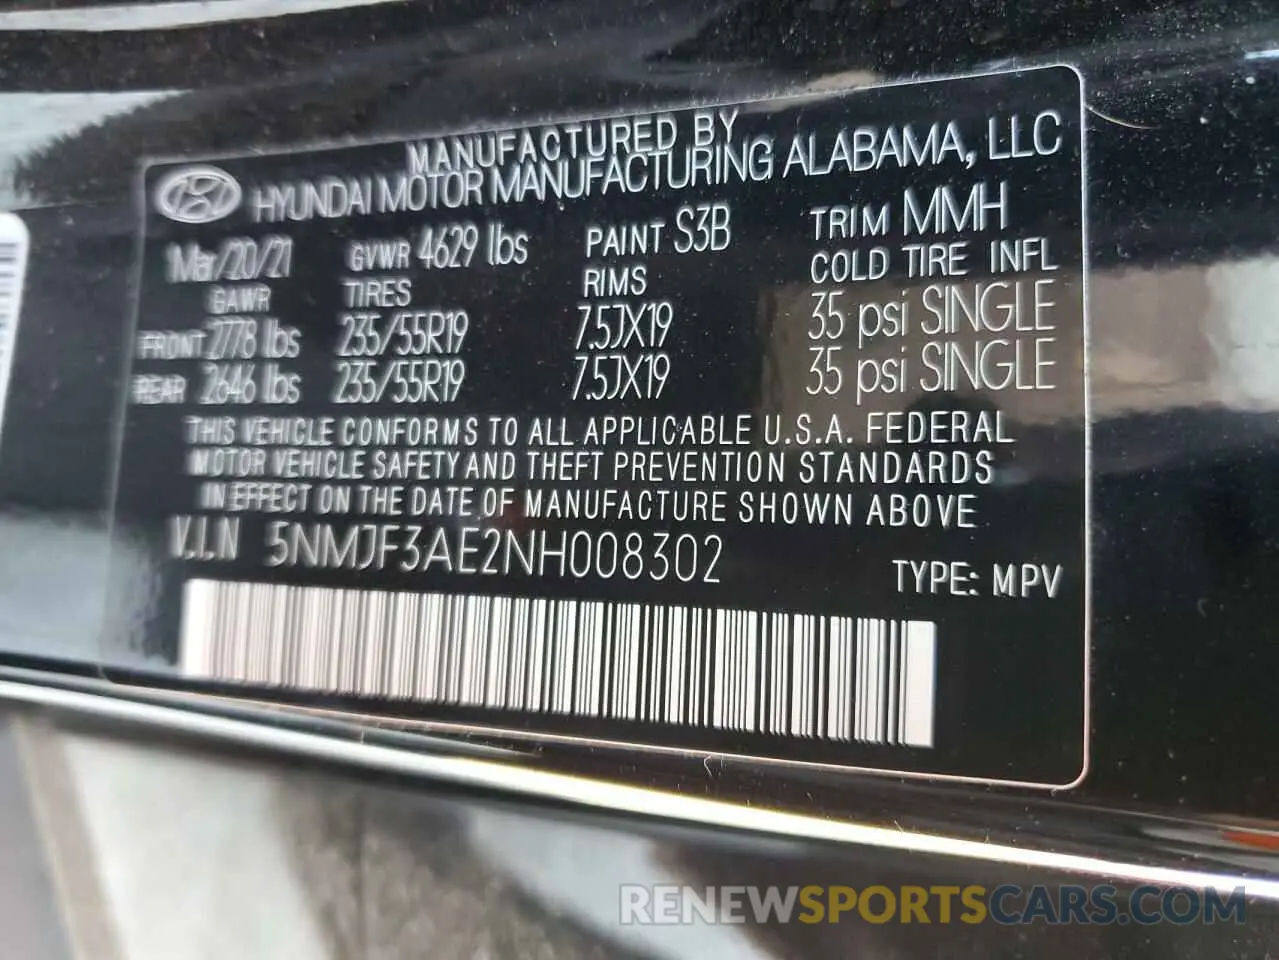 MANUFACTURED BY
HYUNDAI MOTOR MANUFACTURING ALABAMA, LLC
Mar/20/21 GVWR 4629 lbs PAINT S3B TRIM MMH
GAWR TIRES RIMS COLD TIRE INFL
FRONT 2778 lbs 235/55R19 7.5JX19 35 psi SINGLE
REAR 2646 lbs 235/55R19 7.5JX19 35 psi SINGLE
THIS VEHICLE CONFORMS TO ALL APPLICABLE U.S.A. FEDERAL
MOTOR VEHICLE SAFETY AND THEFT PREVENTION STANDARDS
IN EFFECT ON THE DATE OF MANUFACTURE SHOWN ABOVE
V.I.N 5NMJF3AE2NH008302 TYPE: MPV
RENEWSPORTSCARS.COM